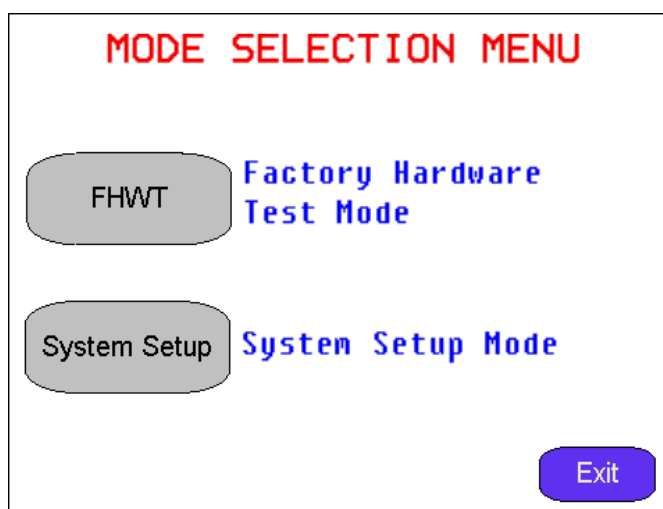 MODE SELECTION MENU
FHWT
Factory Hardware
Test Mode
System Setup
System Setup Mode
Exit